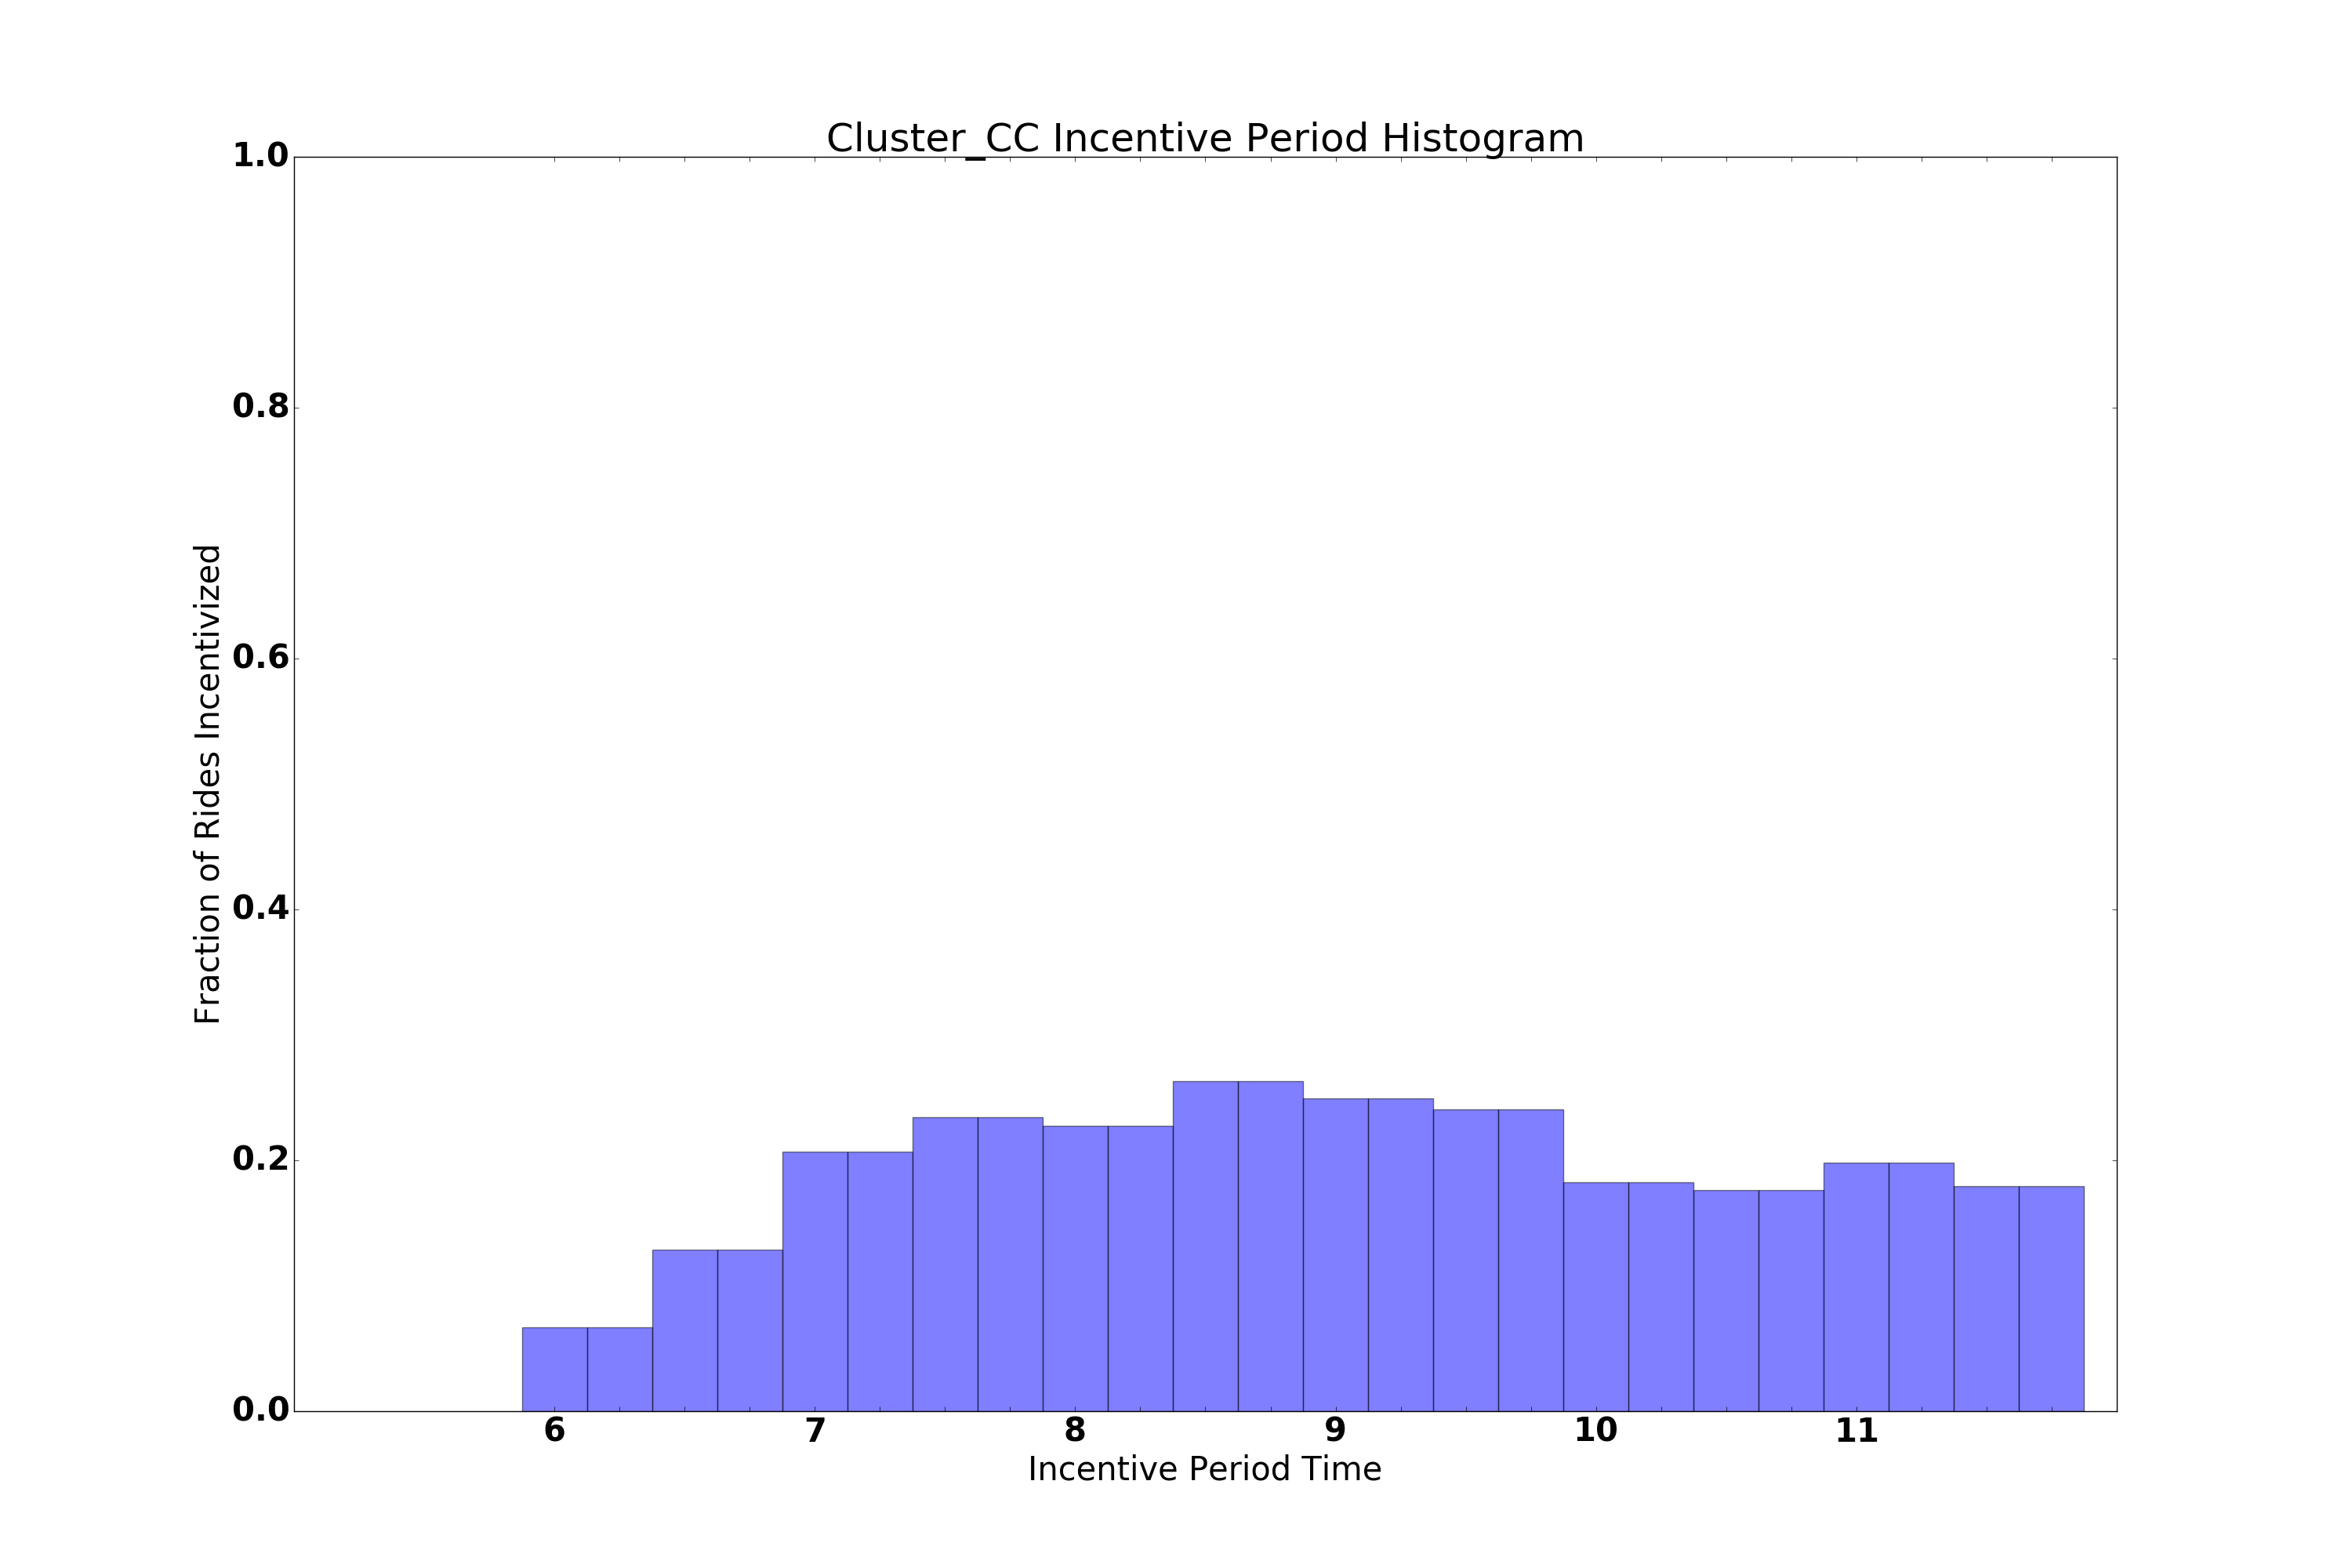 Cluster_CC Incentive Period Histogram
1.0
0.8
0.6
0.4
0.2
0.0
Fraction of Rides Incentivized
6 7 8 9 10 11
Incentive Period Time